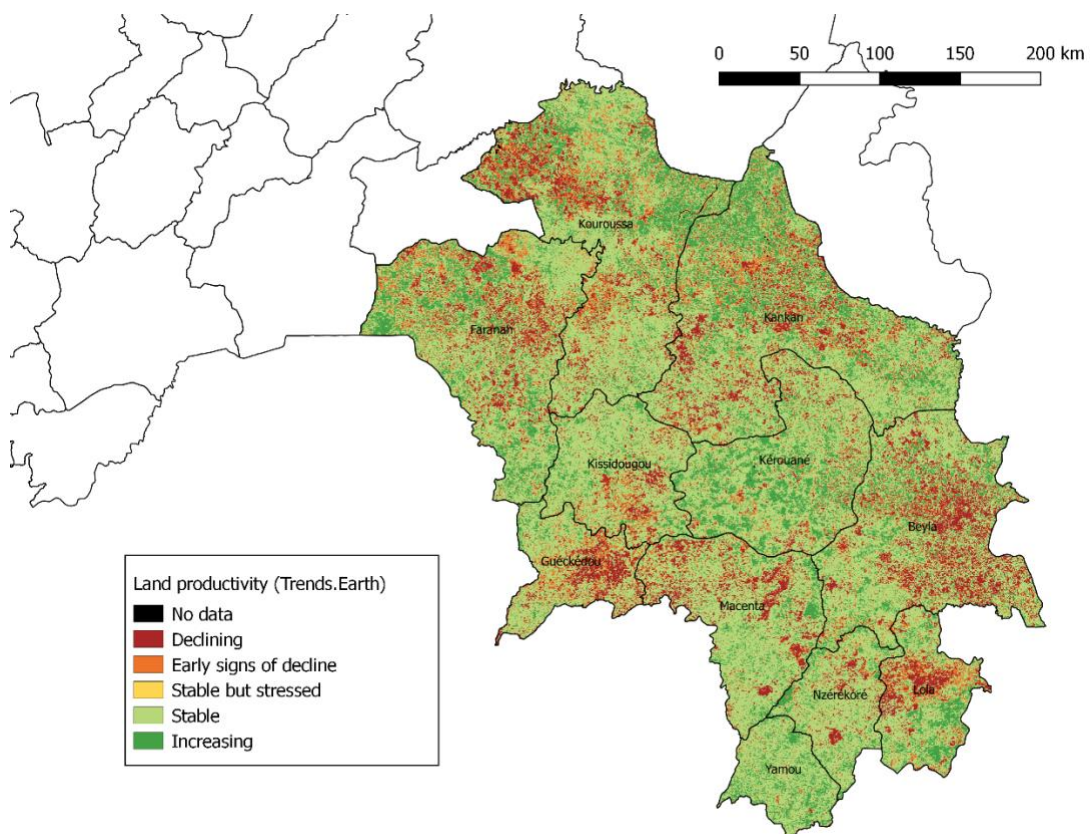 0 50 100 150 200 km
Kouroussa
Faranah
Kankan
Kissidougou
Kérouané
Beyla
Guéckédou
Macenta
Nzérékoré
Lola
Yamou
Land productivity (Trends.Earth)
No data
Declining
Early signs of decline
Stable but stressed
Stable
Increasing